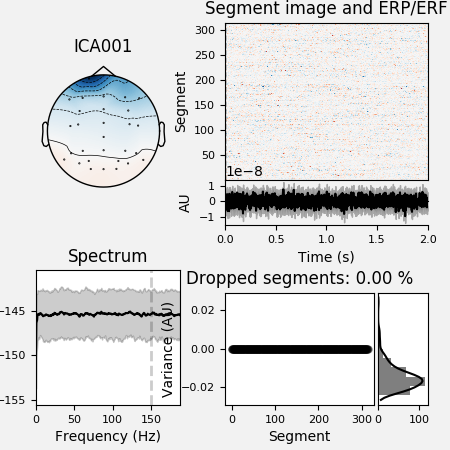 ICA001
Segment image and ERP/ERF
300
250
200
150
100
50
Segment
1e−8
1
0
−1
AU
0.0 0.5 1.0 1.5 2.0
Time (s)
Spectrum
−145
−150
−155
0 50 100 150
Frequency (Hz)
Dropped segments: 0.00 %
Variance (AU)
0.02
0.00
−0.02
0 100 200 300 0 100
Segment